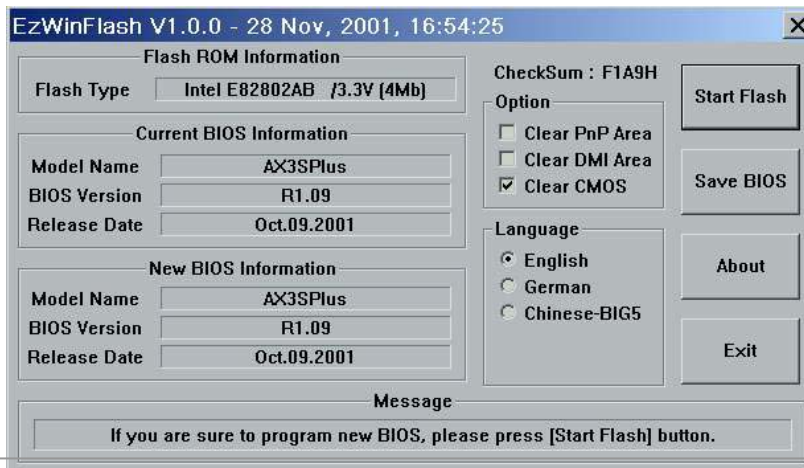 EzWinFlash V1.0.0 - 28 Nov, 2001, 16:54:25
Flash ROM Information
Flash Type Intel E82802AB /3.3V (4Mb)
Current BIOS Information
Model Name AX3SPlus
BIOS Version R1.09
Release Date Oct.09.2001
New BIOS Information
Model Name AX3SPlus
BIOS Version R1.09
Release Date Oct.09.2001
CheckSum : F1A9H
Option
Clear PnP Area
Clear DMI Area
Clear CMOS
Language
English
German
Chinese-BIG5
Start Flash
Save BIOS
About
Exit
Message
If you are sure to program new BIOS, please press [Start Flash] button.